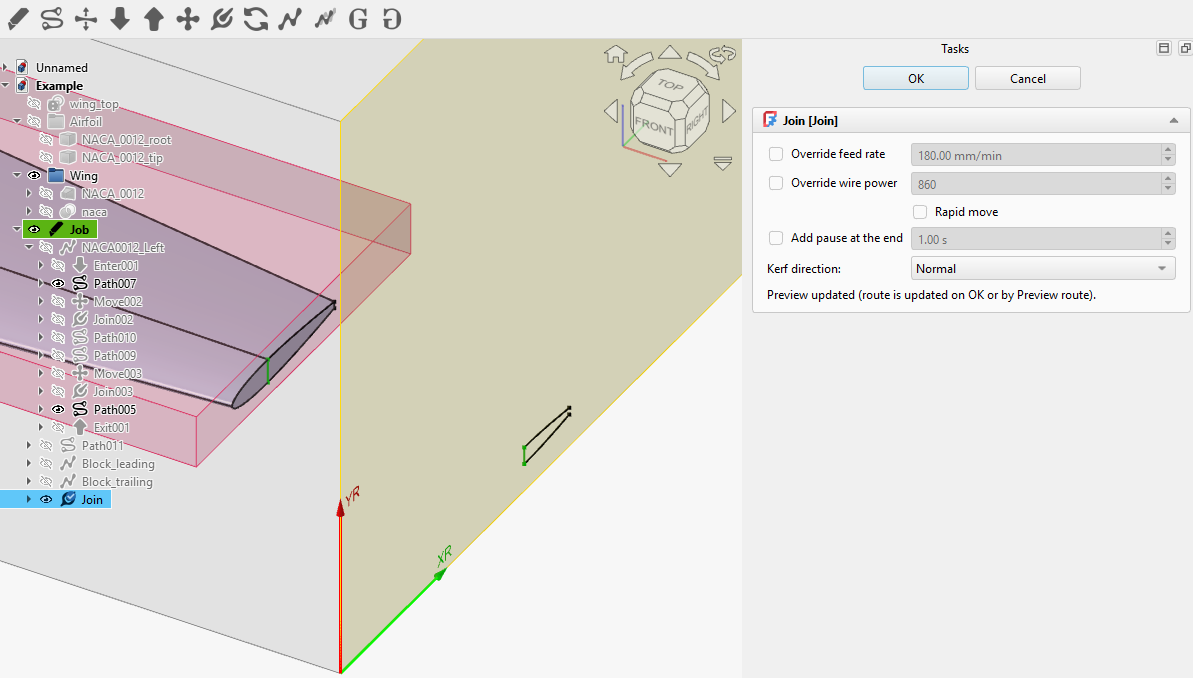 G G
Unnamed
Example
wing_top
Airfoil
NACA_0012_root
NACA_0012_tip
Wing
NACA_0012
naca
Job
NACA0012_Left
Enter001
Path007
Move002
Join002
Path010
Path009
Move003
Join003
Path005
Exit001
Path011
Block_leading
Block_trailing
Join
TOP
FRONT
RIGHT
YR
XR
Tasks
OK Cancel
Join [Join]
Override feed rate 180.00 mm/min
Override wire power 860
Rapid move
Add pause at the end 1.00 s
Kerf direction: Normal
Preview updated (route is updated on OK or by Preview route).